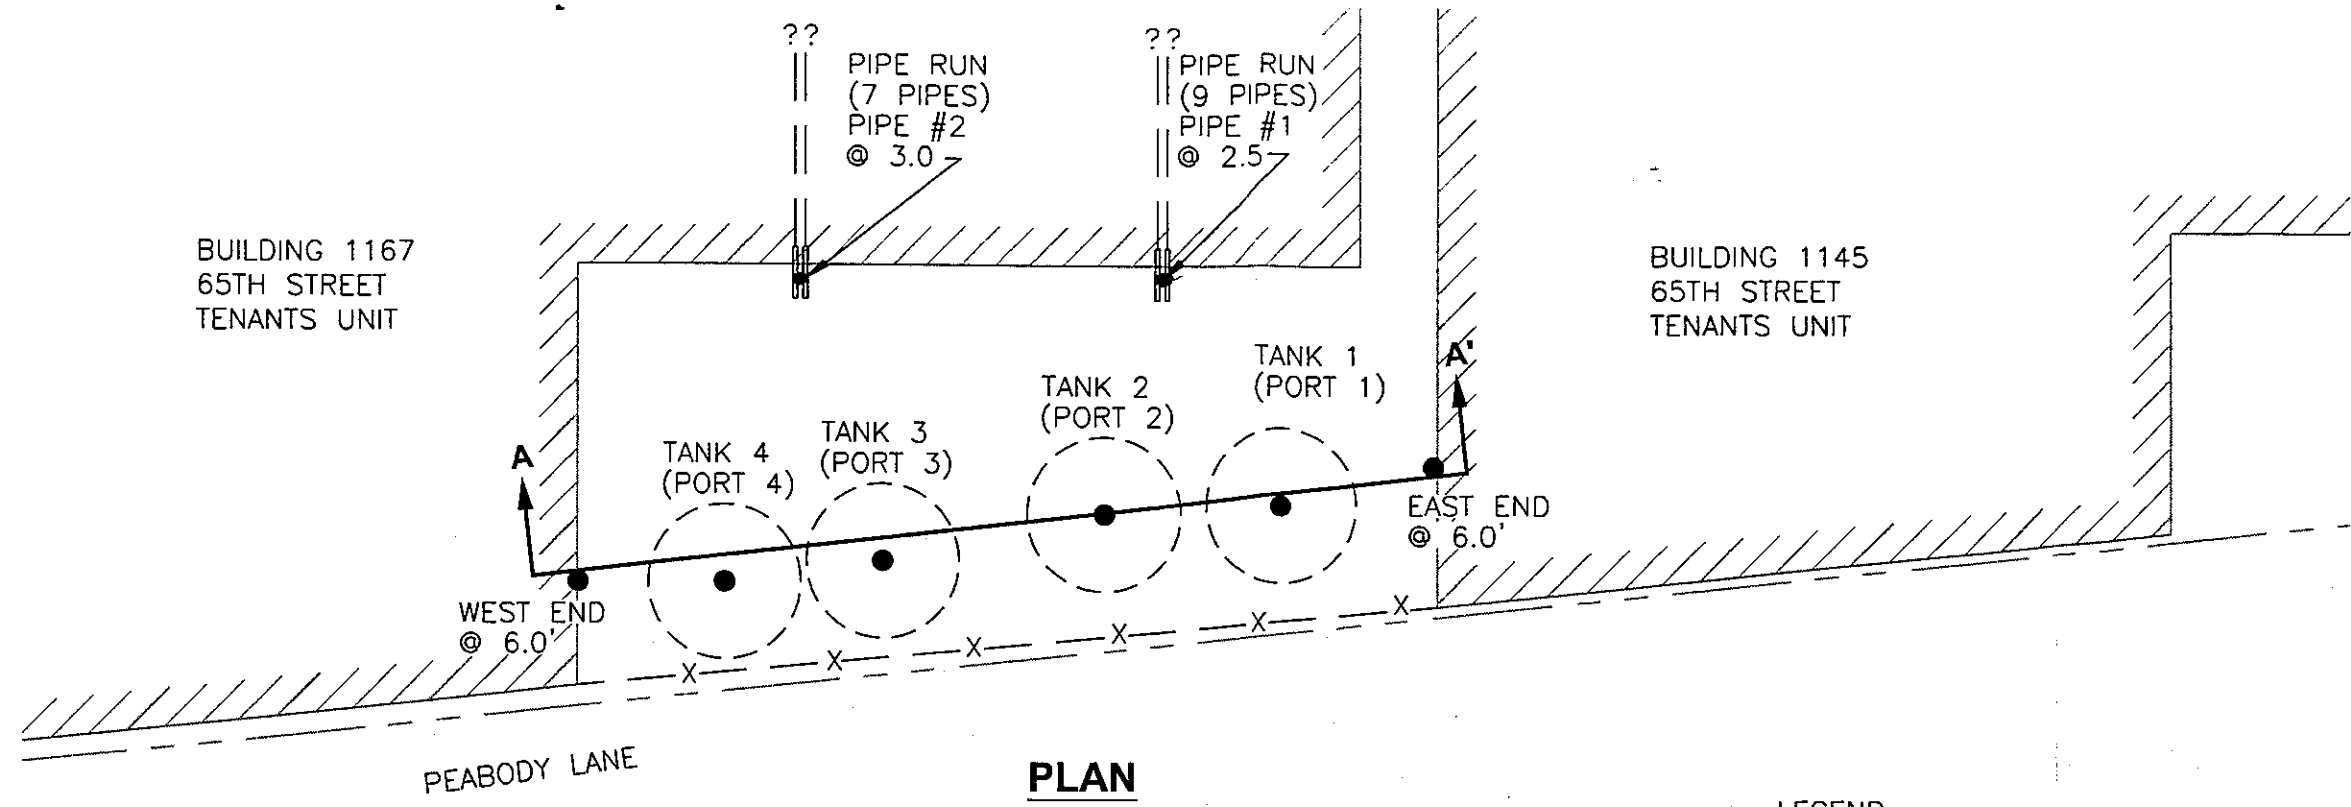 ??
PIPE RUN
(7 PIPES)
PIPE #2
@ 3.0
??
PIPE RUN
(9 PIPES)
PIPE #1
@ 2.5
BUILDING 1167
65TH STREET
TENANTS UNIT
BUILDING 1145
65TH STREET
TENANTS UNIT
A'
TANK 1
(PORT 1)
TANK 2
(PORT 2)
TANK 3
(PORT 3)
TANK 4
(PORT 4)
A
EAST END
@ 6.0'
WEST END
@ 6.0'
X X X X X X
PEABODY LANE
PLAN
LEGEND